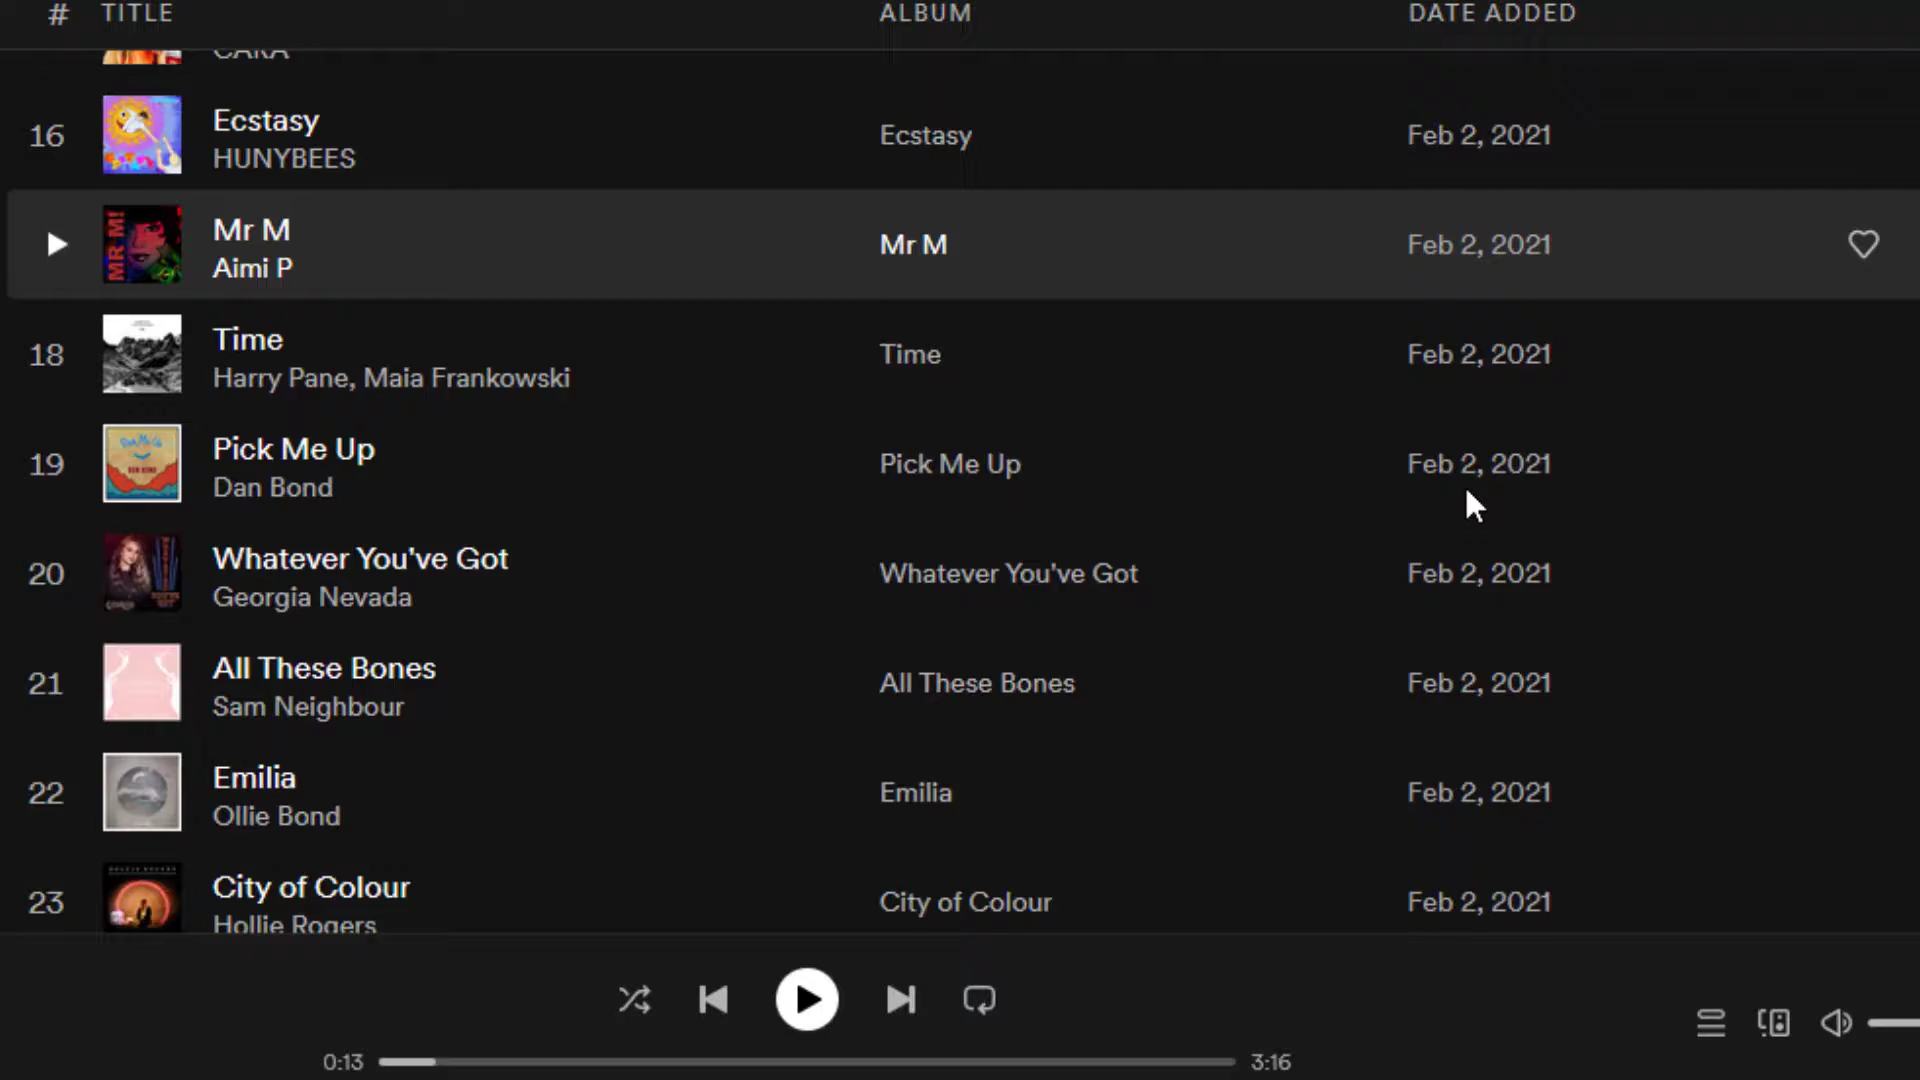 # TITLE ALBUM DATE ADDED
CARA
16 Ecstasy Ecstasy Feb 2, 2021
HUNYBEES
MR M!
Mr M Mr M Feb 2, 2021
Aimi P
18 Time Time Feb 2, 2021
Harry Pane, Maia Frankowski
19 Pick Me Up Pick Me Up Feb 2, 2021
Dan Bond
20 Whatever You've Got Whatever You've Got Feb 2, 2021
Georgia Nevada
21 All These Bones All These Bones Feb 2, 2021
Sam Neighbour
22 Emilia Emilia Feb 2, 2021
Ollie Bond
23 City of Colour City of Colour Feb 2, 2021
Hollie Rogers
0:13 3:16